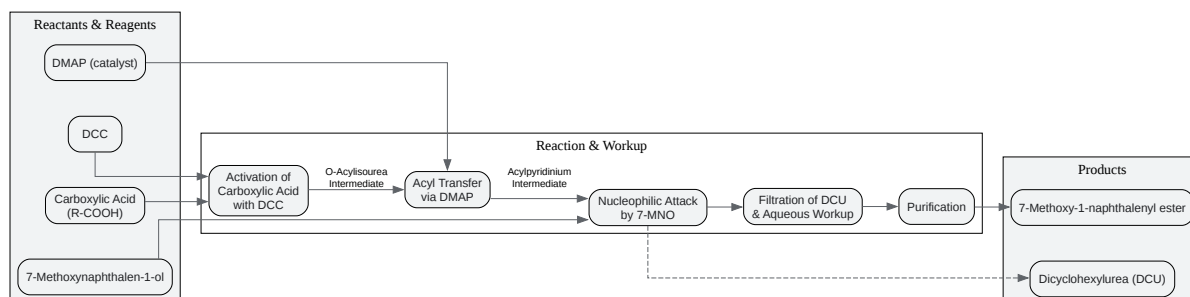 Reactants & Reagents
DMAP (catalyst)
DCC
Carboxylic Acid
(R-COOH)
7-Methoxynaphthalen-1-ol
Reaction & Workup
Activation of
Carboxylic Acid
with DCC
O-Acylisourea
Intermediate
Acyl Transfer
via DMAP
Acylpyridinium
Intermediate
Nucleophilic Attack
by 7-MNO
Filtration of DCU
& Aqueous Workup
Purification
Products
7-Methoxy-1-naphthalenyl ester
Dicyclohexylurea (DCU)